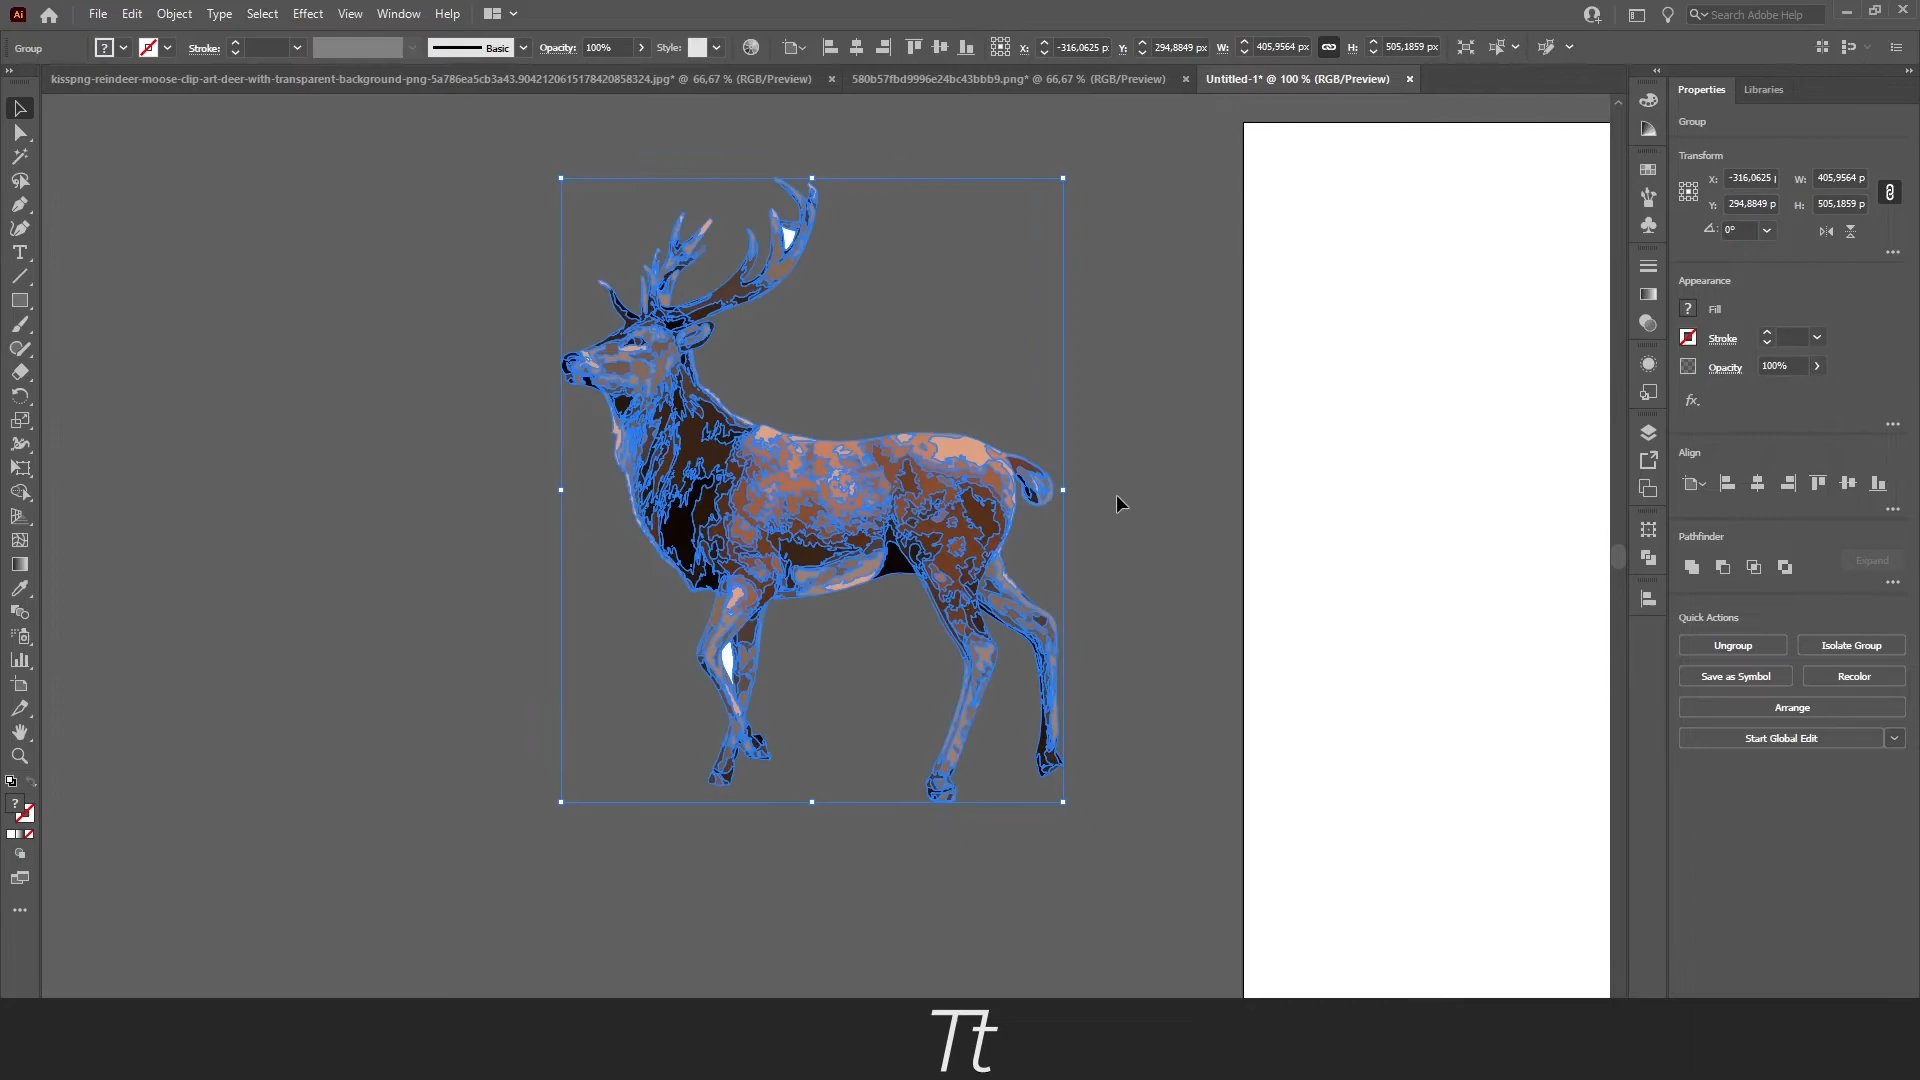 Ai File Edit Object Type Select Effect View Window Help Search Adobe Help
Group ? Stroke: Basic Opacity: 100% Style: X: -316,0625 p Y: 294,8849 px W: 405,9564 px H: 505,1859 px
kisspng-reindeer-moose-clip-art-deer-with-transparent-background-png-5a786ea5cb3a43.9042120615178420858324.jpg* @ 66,67 % (RGB/Preview) × 580b57fbd9996e24bc43bbb9.png* @ 66,67 % (RGB/Preview) × Untitled-1* @ 100 % (RGB/Preview) ×
Properties Libraries
Group
Transform
X: -316,0625 W: 405,9564 p
Y: 294,8849 p H: 505,1859 p
0°
Appearance
? Fill
Stroke
Opacity 100%
fx.
Align
Pathfinder
Expand
Quick Actions
Ungroup Isolate Group
Save as Symbol Recolor
Arrange
Start Global Edit
T
?
Tt